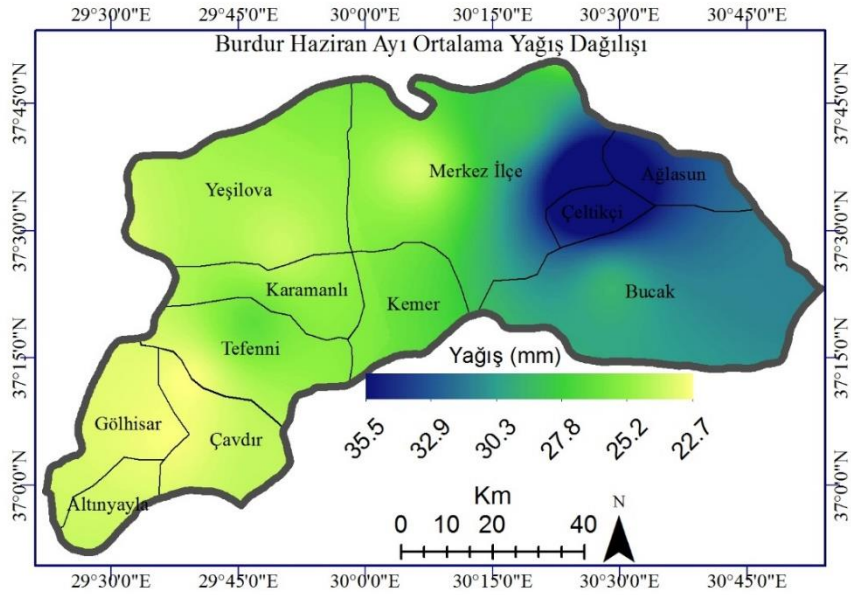 29°30'0"E 29°45'0"E 30°0'0"E 30°15'0"E 30°30'0"E 30°45'0"E
Burdur Haziran Ayı Ortalama Yağış Dağılışı
37°45'0"N 37°45'0"N
Merkez İlçe Ağlasun
Yeşilova
Çeltikçi
37°30'0"N 37°30'0"N
Karamanlı Kemer Bucak
Tefenni
37°15'0"N 37°15'0"N
Yağış (mm)
35.5 32.9 30.3 27.8 25.2 22.7
Gölhisar Çavdır
37°0'0"N 37°0'0"N
Altınyayla
Km N
0 10 20 40
29°30'0"E 29°45'0"E 30°0'0"E 30°15'0"E 30°30'0"E 30°45'0"E